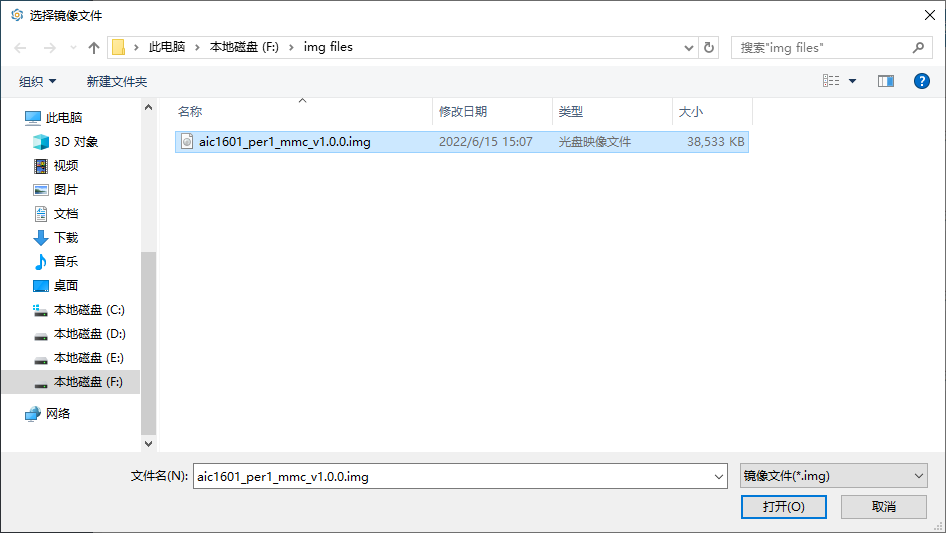 选择镜像文件
此电脑 本地磁盘 (F:) img files
搜索"img files"
组织 新建文件夹
名称 修改日期 类型 大小
aic1601_per1_mmc_v1.0.0.img 2022/6/15 15:07 光盘映像文件 38,533 KB
此电脑
3D 对象
视频
图片
文档
下载
音乐
桌面
本地磁盘 (C:)
本地磁盘 (D:)
本地磁盘 (E:)
本地磁盘 (F:)
网络
文件名(N): aic1601_per1_mmc_v1.0.0.img 镜像文件(*.img)
打开(O) 取消